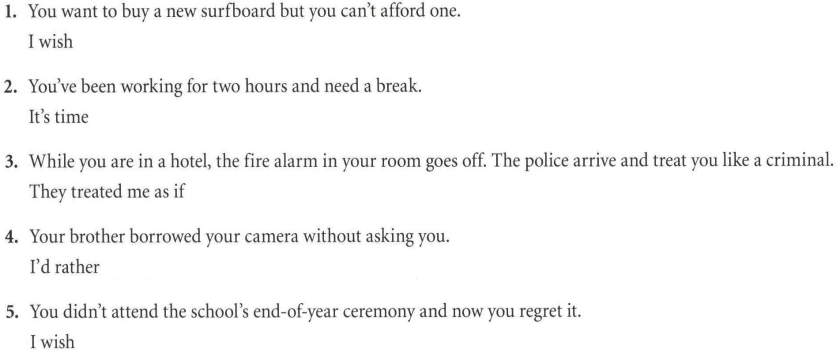 1. You want to buy a new surfboard but you can't afford one.
I wish
2. You've been working for two hours and need a break.
It's time
3. While you are in a hotel, the fire alarm in your room goes off. The police arrive and treat you like a criminal.
They treated me as if
4. Your brother borrowed your camera without asking you.
I'd rather
5. You didn't attend the school's end-of-year ceremony and now you regret it.
I wish